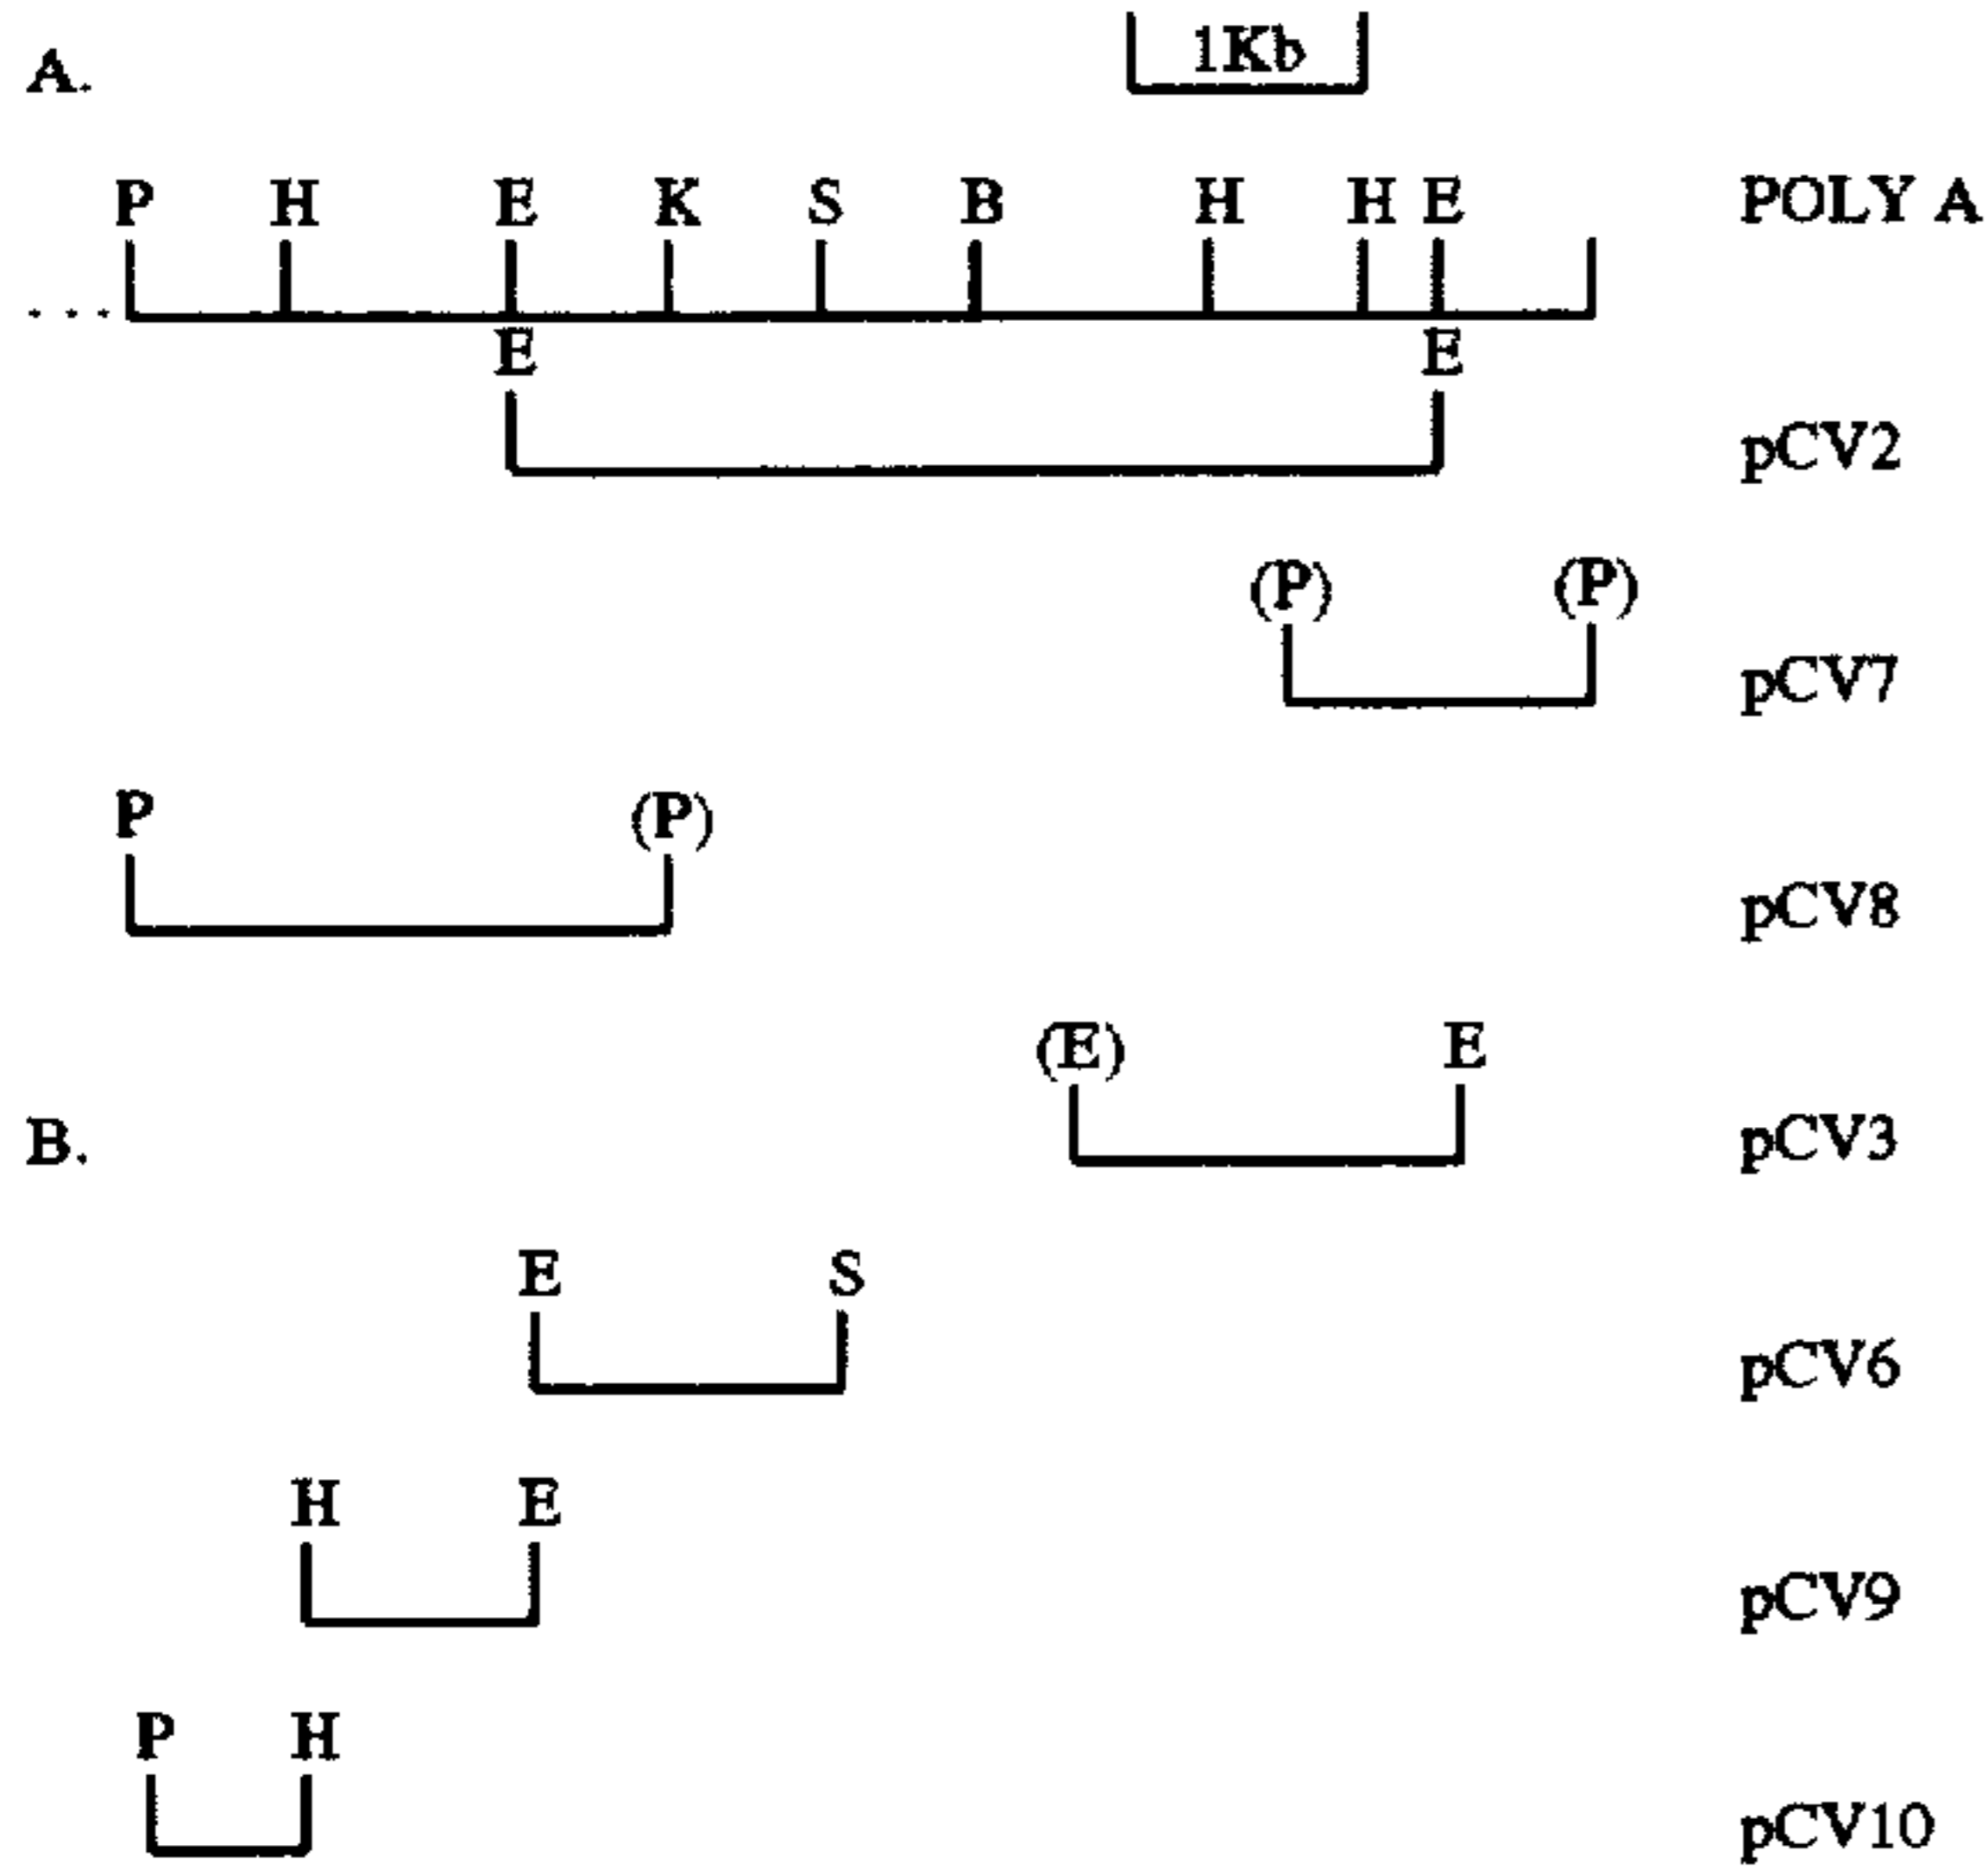 1Kb
A.
P H E K S B H H E POLY A
. . .
E E
pCV2
(P) (P)
pCV7
P (P)
pCV8
(E) E
B. pCV3
E S
pCV6
H E
pCV9
P H
pCV10